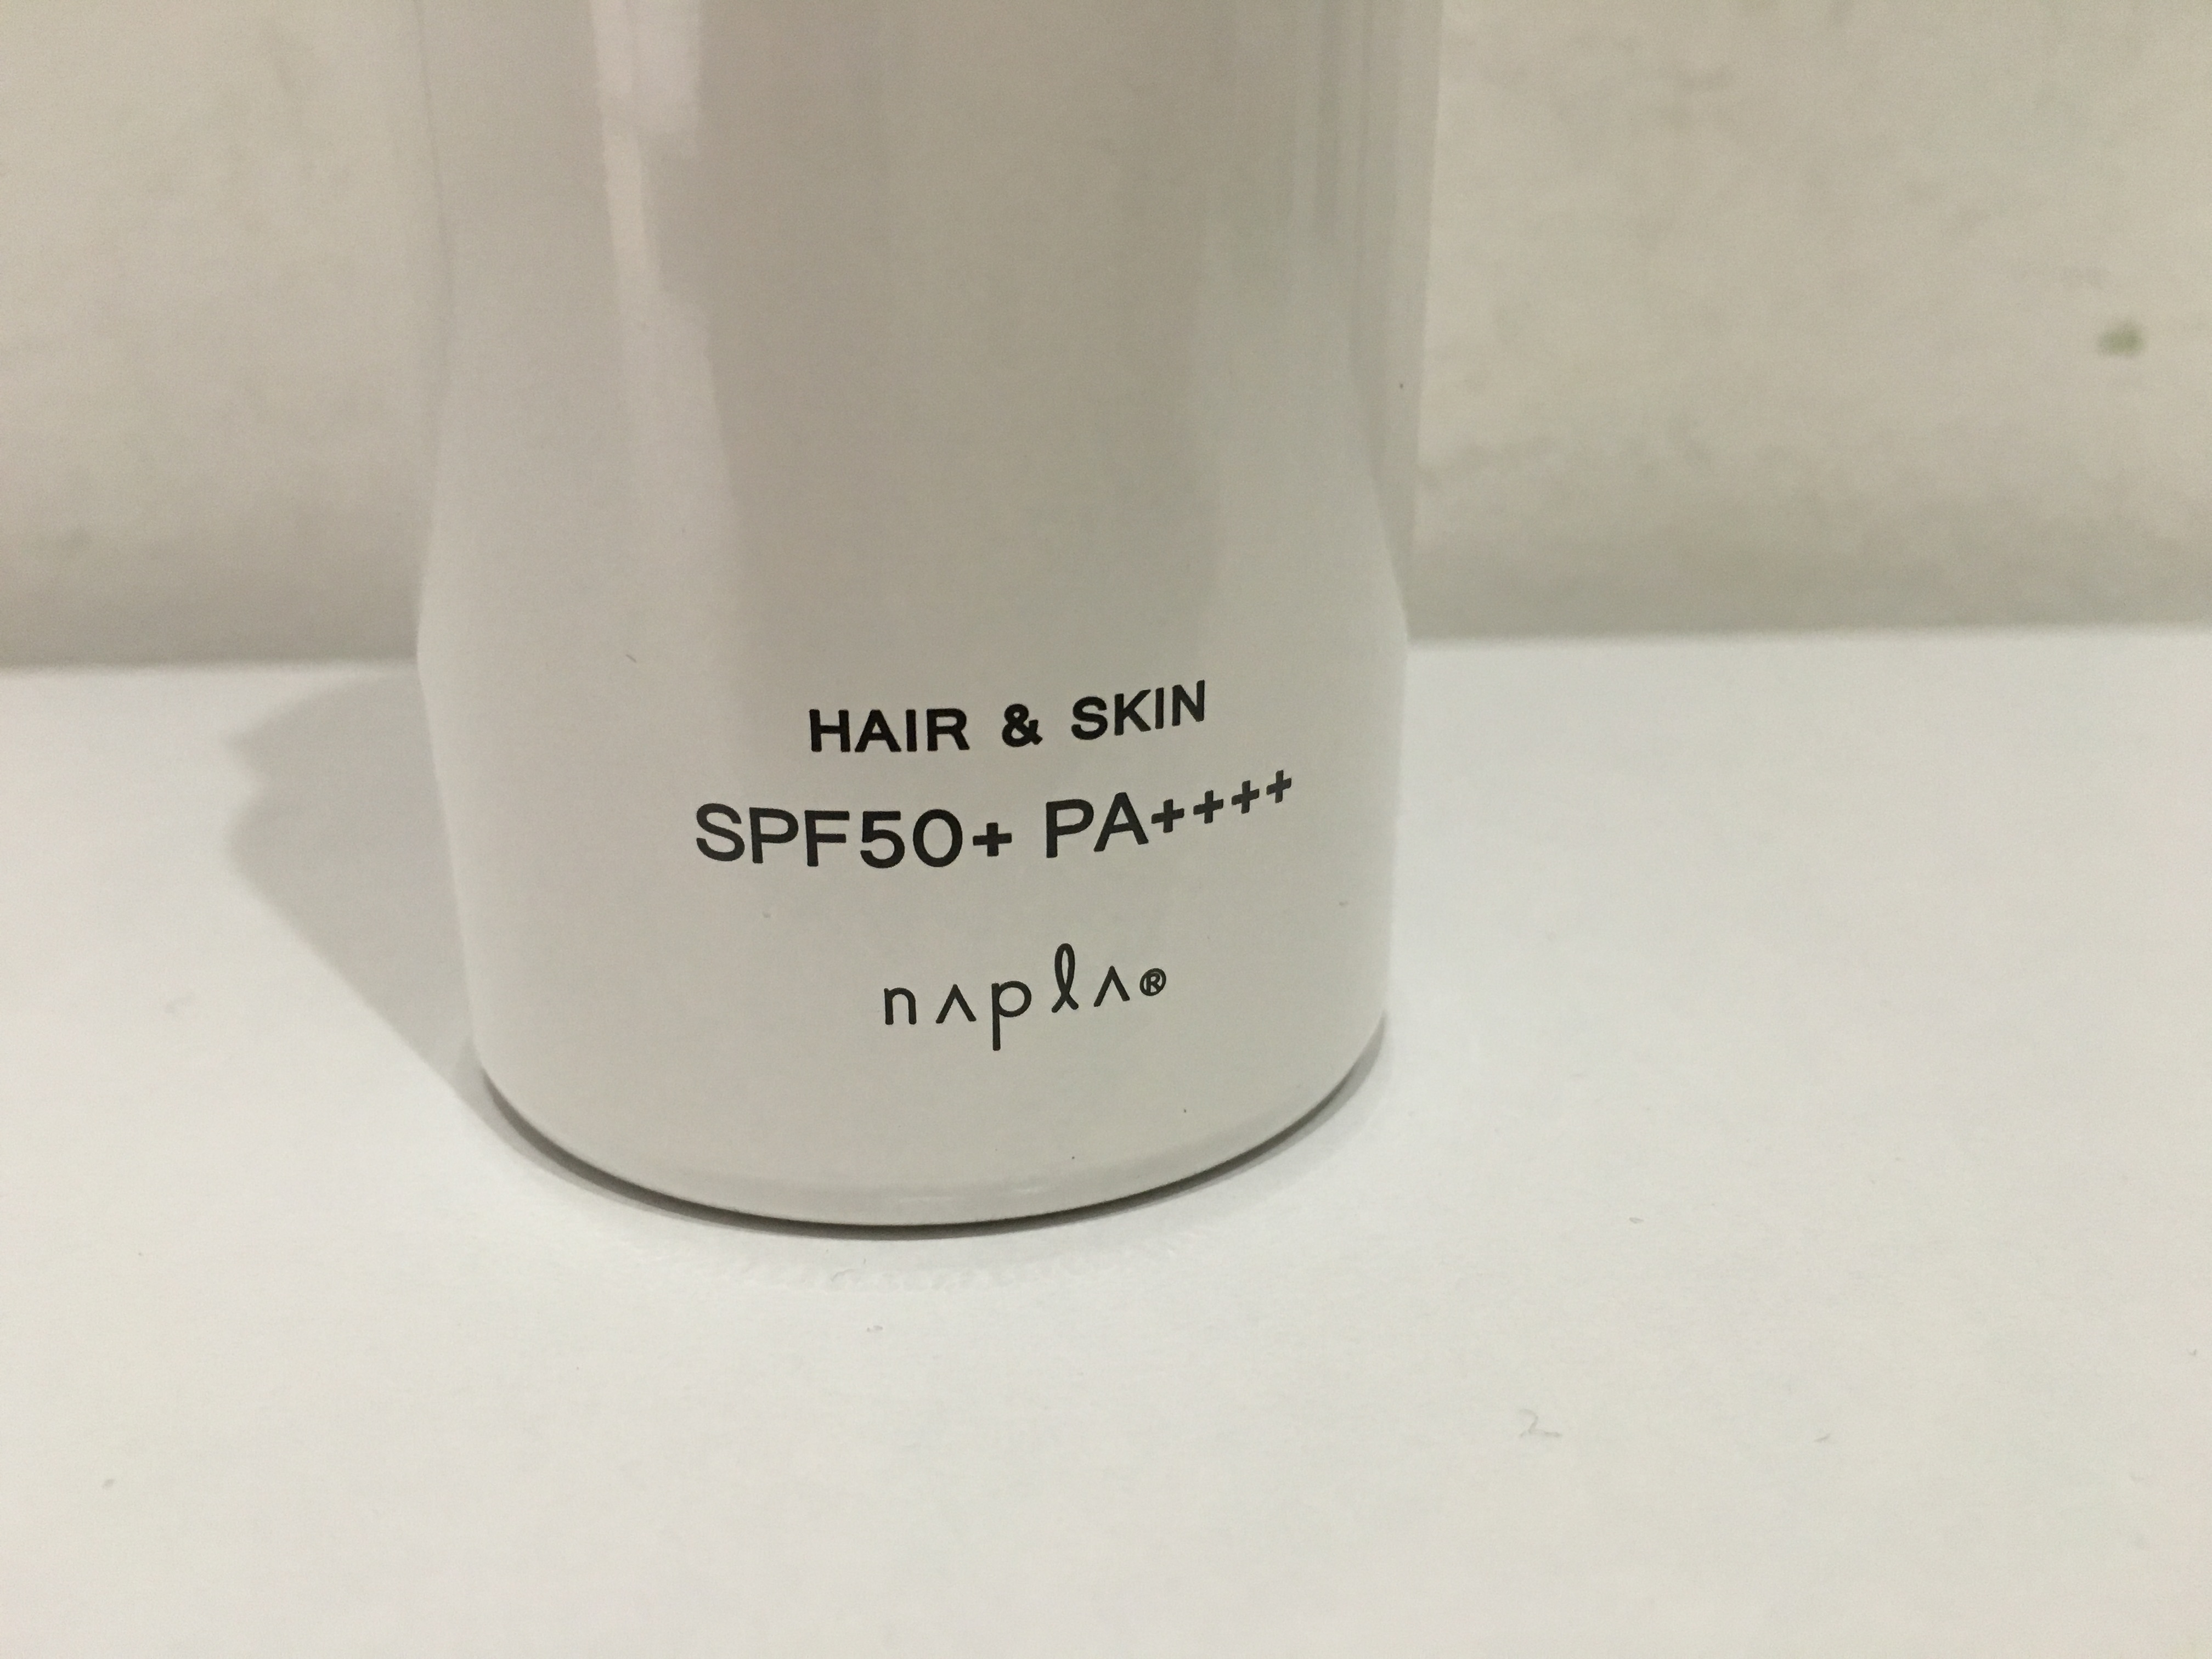 HAIR & SKIN
SPF50+ PA++++
napla®